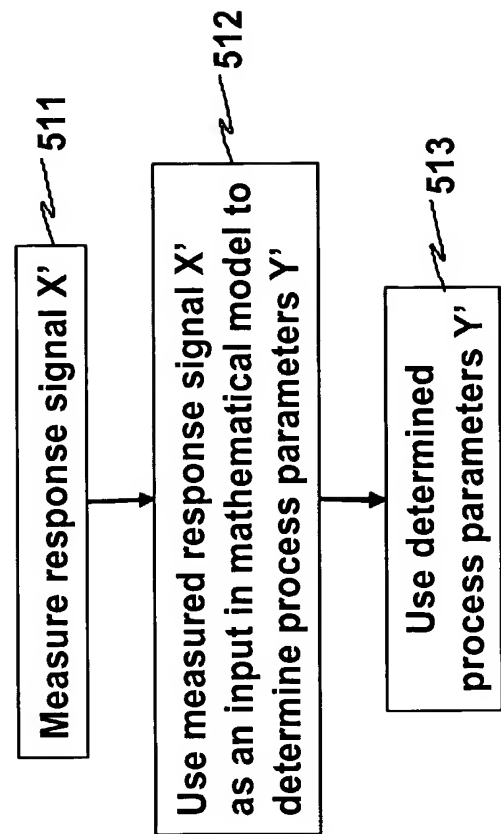 Measure response signal X'
511
Use measured response signal X'
as an input in mathematical model to
determine process parameters Y'
512
Use determined
process parameters Y'
513